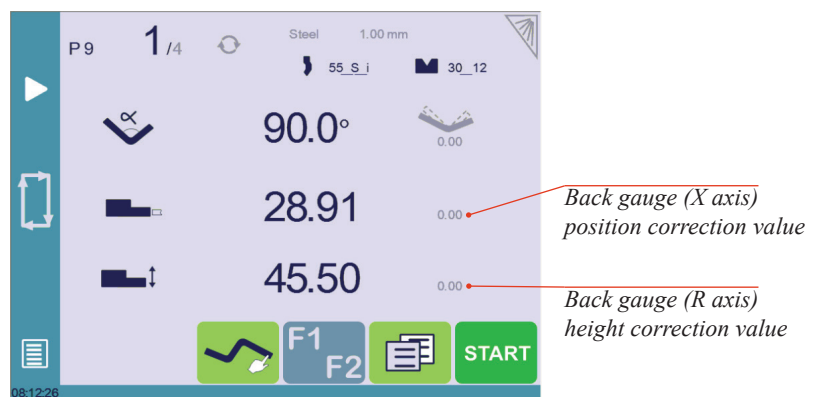 P 9 1 /4 Steel 1.00 mm
55_S_i 30_12
90.0° 0.00
28.91 0.00
Back gauge (X axis)
position correction value
45.50 0.00
Back gauge (R axis)
height correction value
F1
F2
START
08:12:26